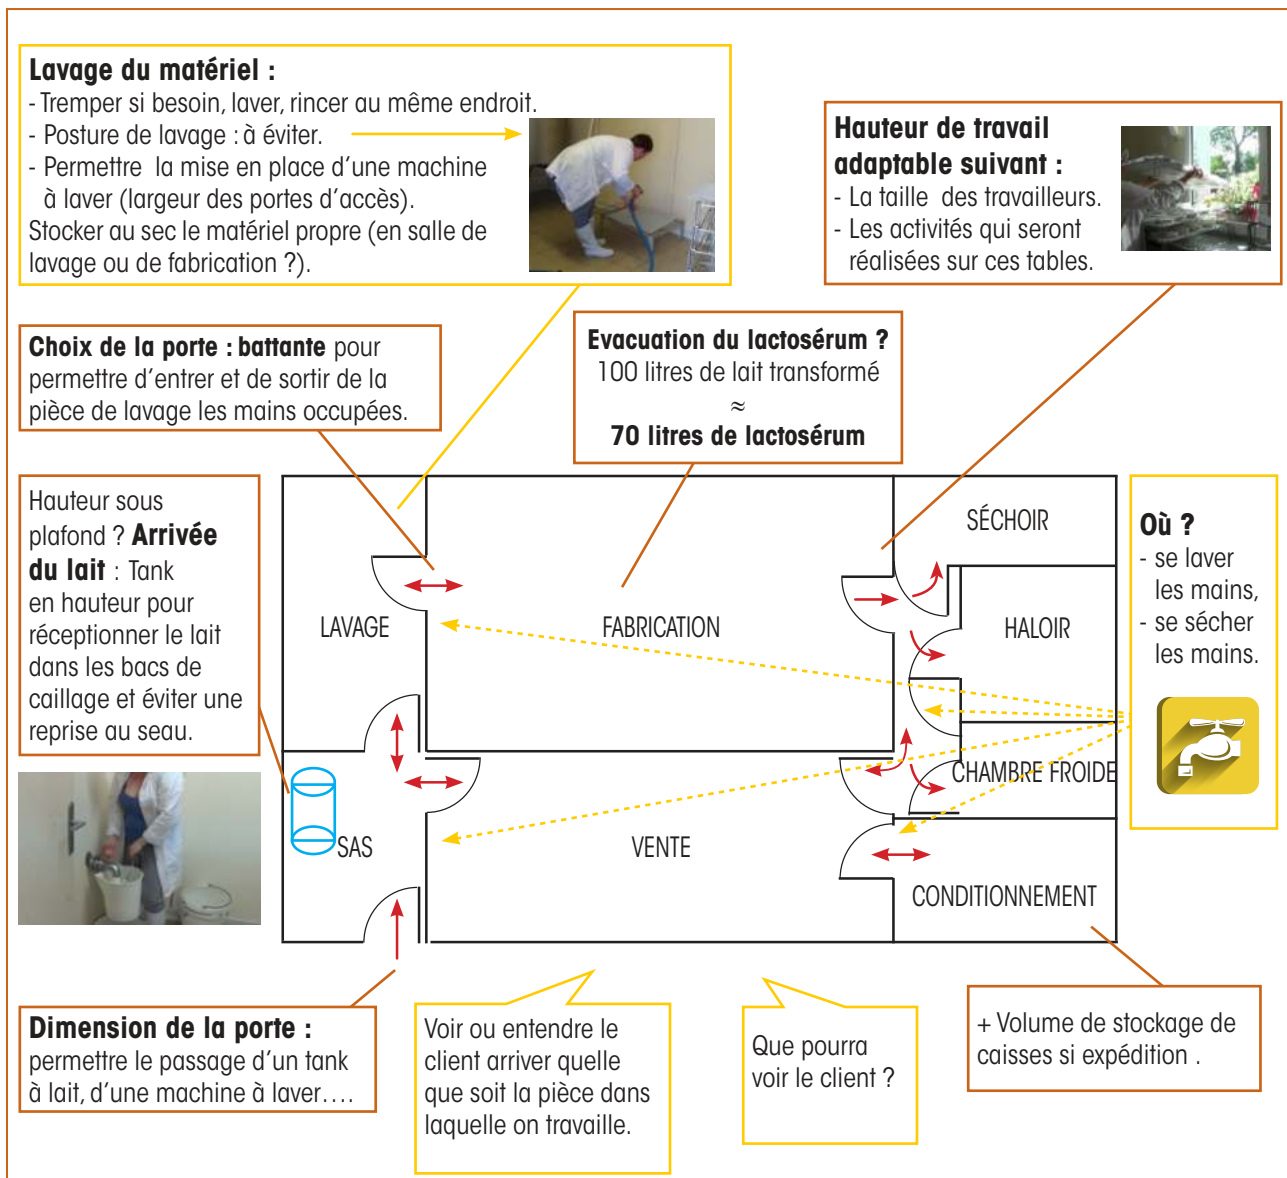 Lavage du matériel :
- Tremper si besoin, laver, rincer au même endroit.
- Posture de lavage : à éviter.
- Permettre la mise en place d’une machine
à laver (largeur des portes d’accès).
Stocker au sec le matériel propre (en salle de
lavage ou de fabrication ?).
Hauteur de travail
adaptable suivant :
- La taille des travailleurs.
- Les activités qui seront
réalisées sur ces tables.
Choix de la porte : battante pour
permettre d’entrer et de sortir de la
pièce de lavage les mains occupées.
Evacuation du lactosérum ?
100 litres de lait transformé
≈
70 litres de lactosérum
Hauteur sous
plafond ? Arrivée
du lait : Tank
en hauteur pour
réceptionner le lait
dans les bacs de
caillage et éviter une
reprise au seau.
SÉCHOIR
LAVAGE
FABRICATION
HALOIR
CHAMBRE FROIDE
SAS
VENTE
CONDITIONNEMENT
Où ?
- se laver
les mains,
- se sécher
les mains.
Dimension de la porte :
permettre le passage d’un tank
à lait, d’une machine à laver….
Voir ou entendre le
client arriver quelle
que soit la pièce dans
laquelle on travaille.
Que pourra
voir le client ?
+ Volume de stockage de
caisses si expédition .